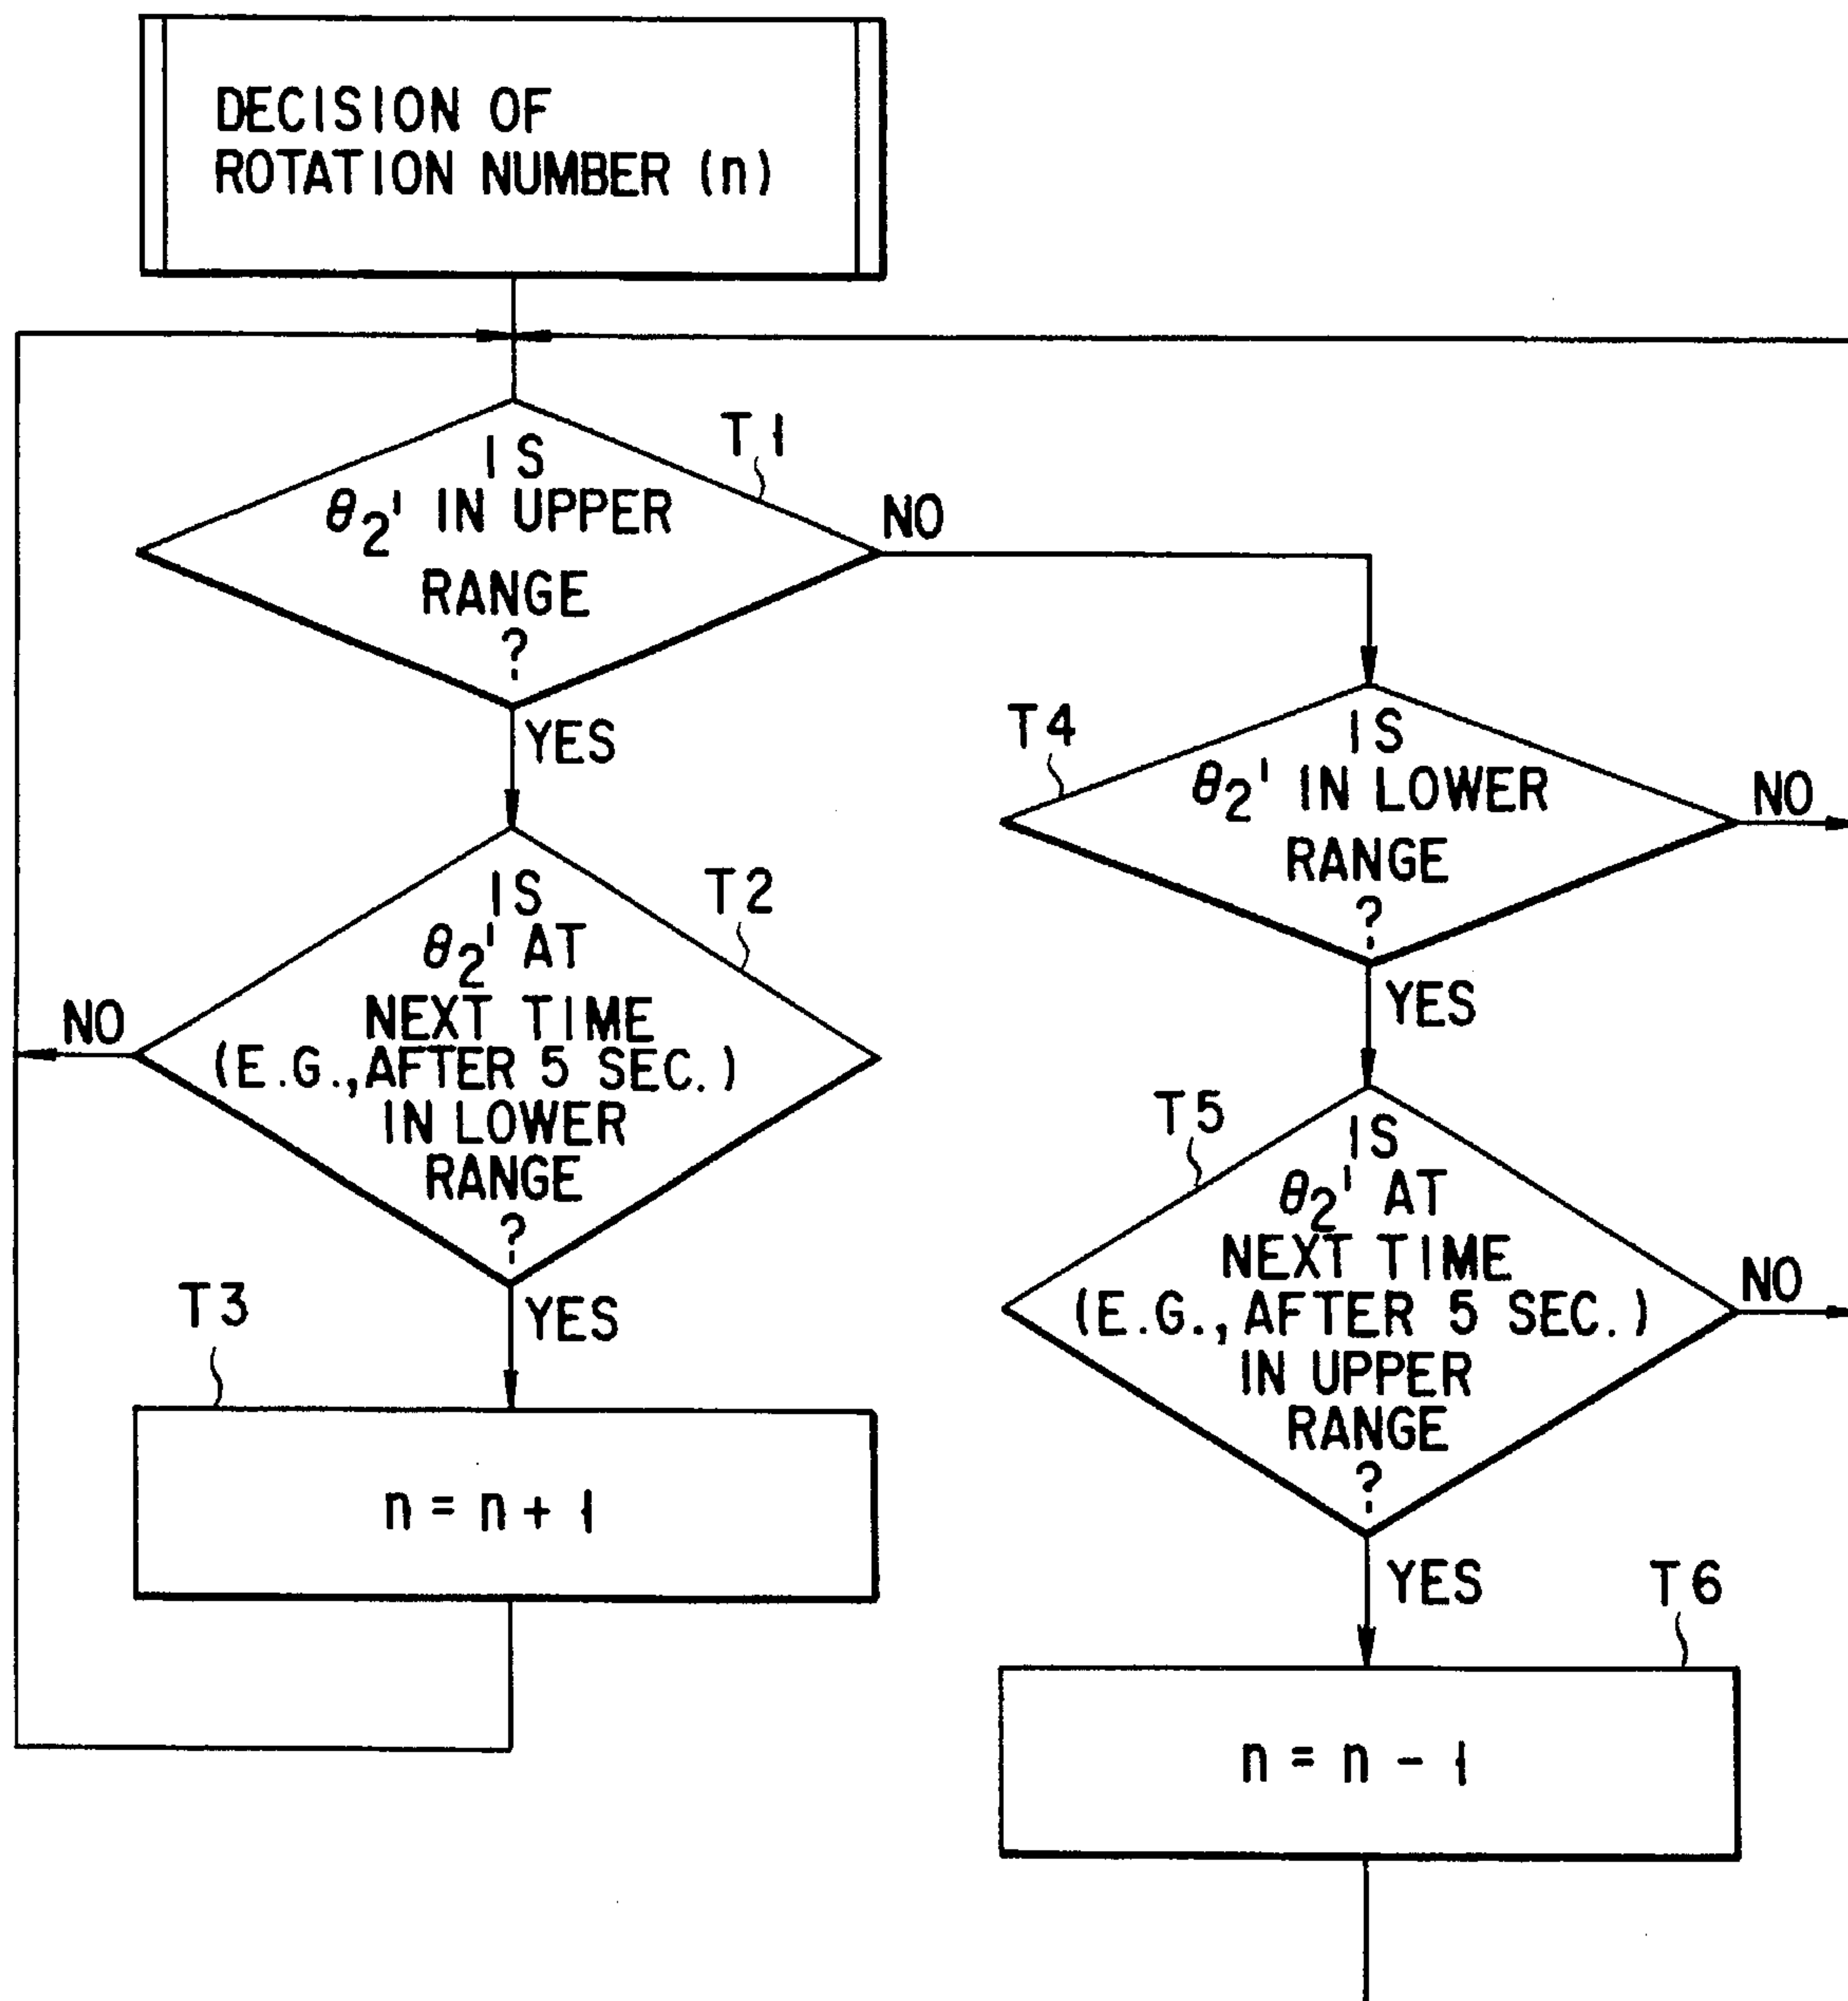 DECISION OF
ROTATION NUMBER (n)
T1
IS
θ2' IN UPPER
RANGE
?
NO
YES
T2
IS
θ2' AT
NEXT TIME
(E.G., AFTER 5 SEC.)
IN LOWER
RANGE
?
NO
YES
T3
n = n + 1
T4
IS
θ2' IN LOWER
RANGE
?
NO
YES
T5
IS
θ2' AT
NEXT TIME
(E.G., AFTER 5 SEC.)
IN UPPER
RANGE
?
NO
YES
T6
n = n - 1